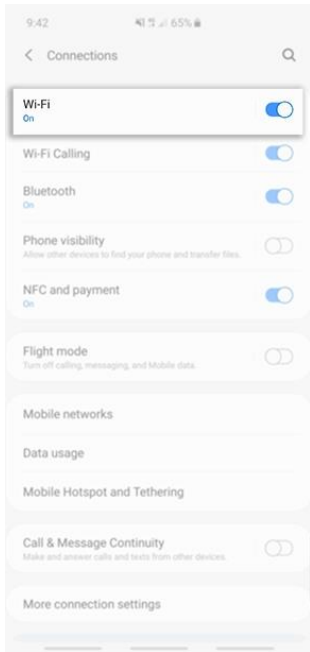 9:42
65%
Connections
Wi-Fi
On
Wi-Fi Calling
Bluetooth
On
Phone visibility
Allow other devices to find your phone and transfer files.
NFC and payment
On
Flight mode
Turn off calling, messaging, and Mobile data.
Mobile networks
Data usage
Mobile Hotspot and Tethering
Call & Message Continuity
Make and answer calls and texts from other devices.
More connection settings